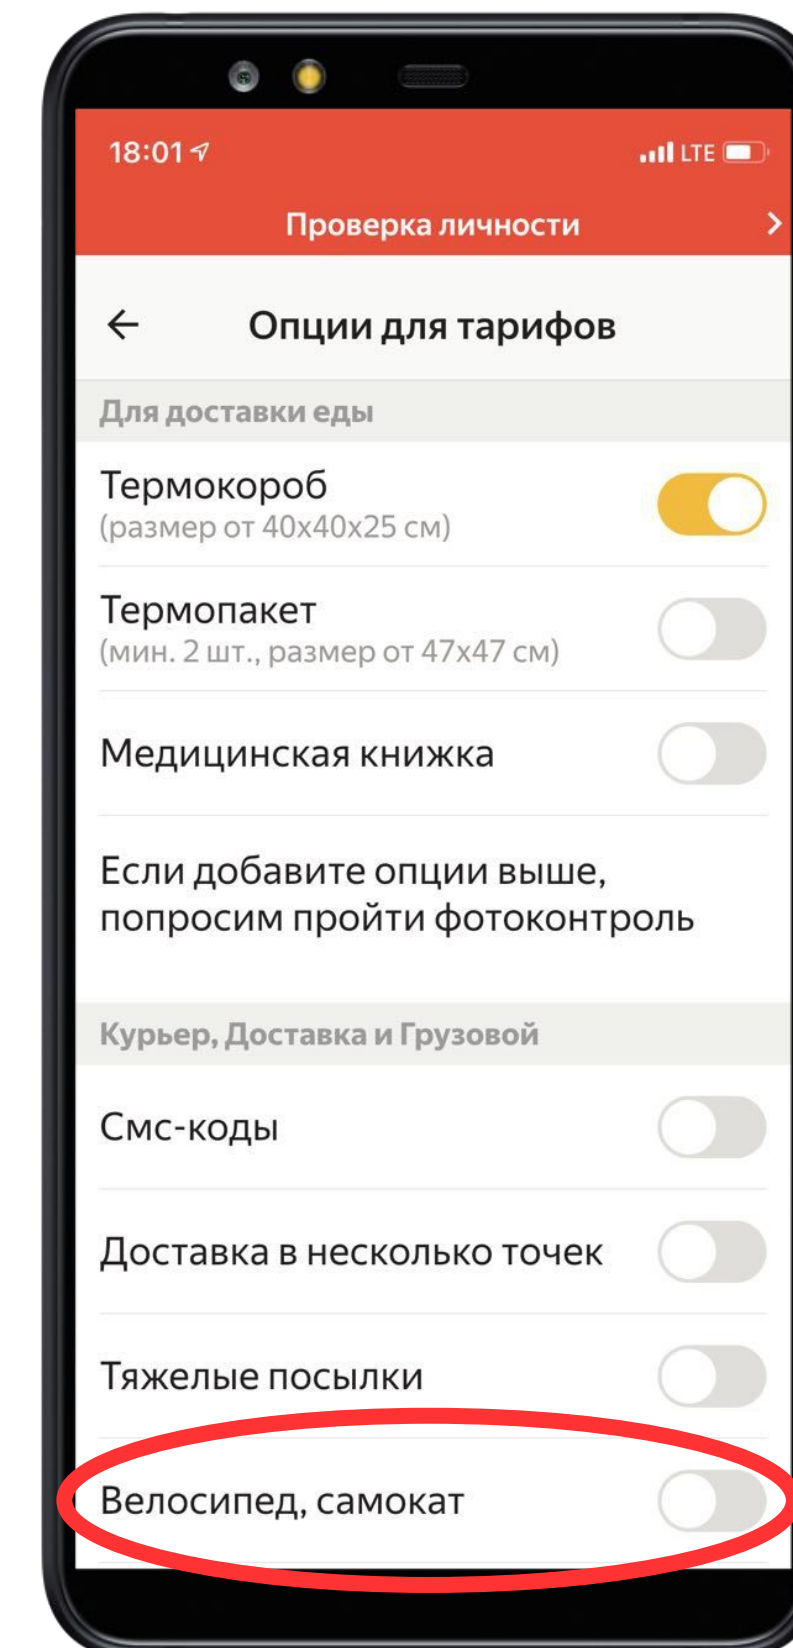 18:01 LTE
Проверка личности
Опции для тарифов
Для доставки еды
Термокороб
(размер от 40х40х25 см)
Термопакет
(мин. 2 шт., размер от 47х47 см)
Медицинская книжка
Если добавите опции выше,
попросим пройти фотоконтроль
Курьер, Доставка и Грузовой
Смс-коды
Доставка в несколько точек
Тяжелые посылки
Велосипед, самокат